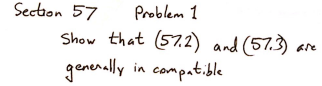 Section 57 Problem 1
Show that (57.2) and (57.3) are
generally in compatible